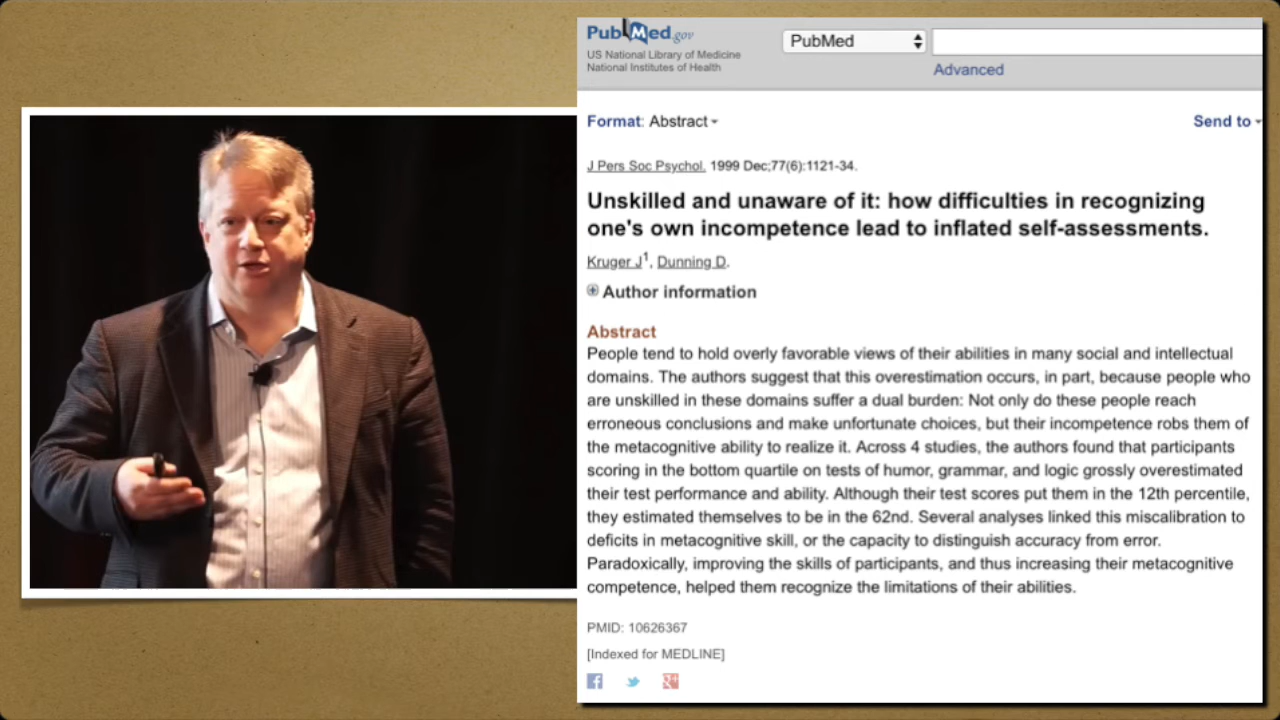 PubMed.gov
US National Library of Medicine
National Institutes of Health
PubMed
Advanced
Format: Abstract
Send to
J Pers Soc Psychol. 1999 Dec;77(6):1121-34.
Unskilled and unaware of it: how difficulties in recognizing
one's own incompetence lead to inflated self-assessments.
Kruger J1, Dunning D.
Author information
Abstract
People tend to hold overly favorable views of their abilities in many social and intellectual
domains. The authors suggest that this overestimation occurs, in part, because people who
are unskilled in these domains suffer a dual burden: Not only do these people reach
erroneous conclusions and make unfortunate choices, but their incompetence robs them of
the metacognitive ability to realize it. Across 4 studies, the authors found that participants
scoring in the bottom quartile on tests of humor, grammar, and logic grossly overestimated
their test performance and ability. Although their test scores put them in the 12th percentile,
they estimated themselves to be in the 62nd. Several analyses linked this miscalibration to
deficits in metacognitive skill, or the capacity to distinguish accuracy from error.
Paradoxically, improving the skills of participants, and thus increasing their metacognitive
competence, helped them recognize the limitations of their abilities.
PMID: 10626367
[Indexed for MEDLINE]